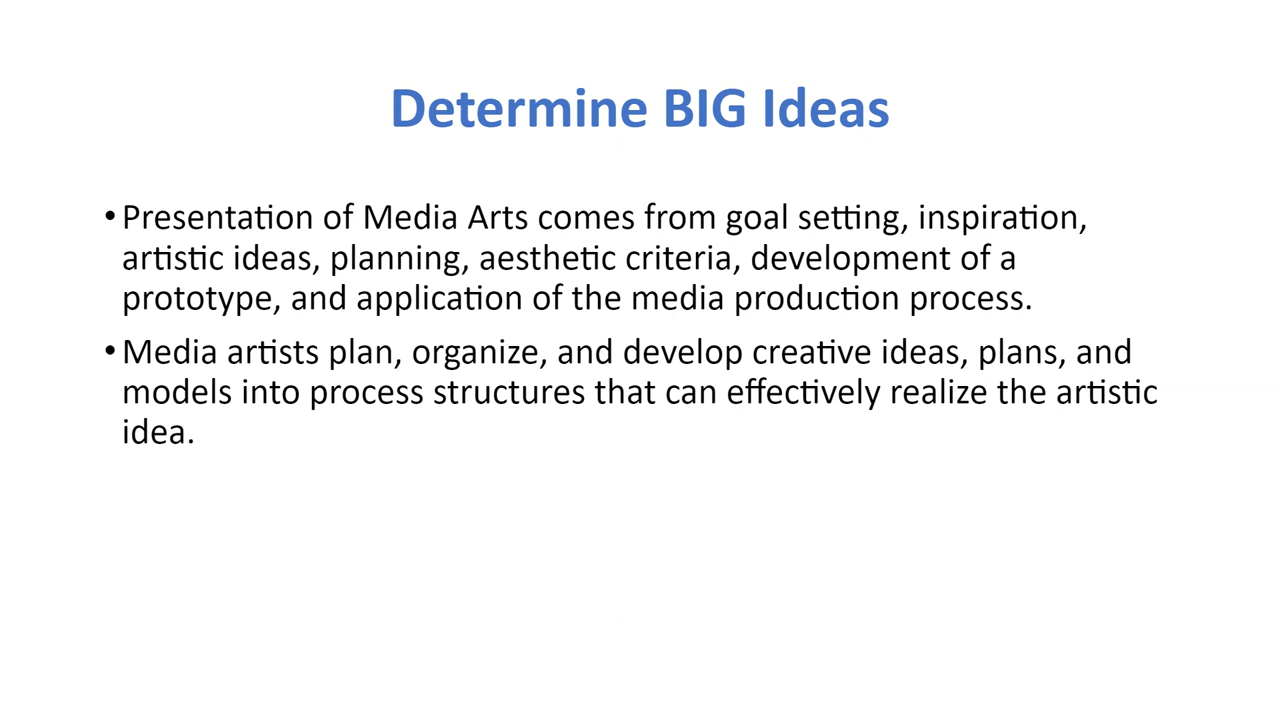 Determine BIG Ideas
•Presentation of Media Arts comes from goal setting, inspiration,
artistic ideas, planning, aesthetic criteria, development of a
prototype, and application of the media production process.
•Media artists plan, organize, and develop creative ideas, plans, and
models into process structures that can effectively realize the artistic
idea.